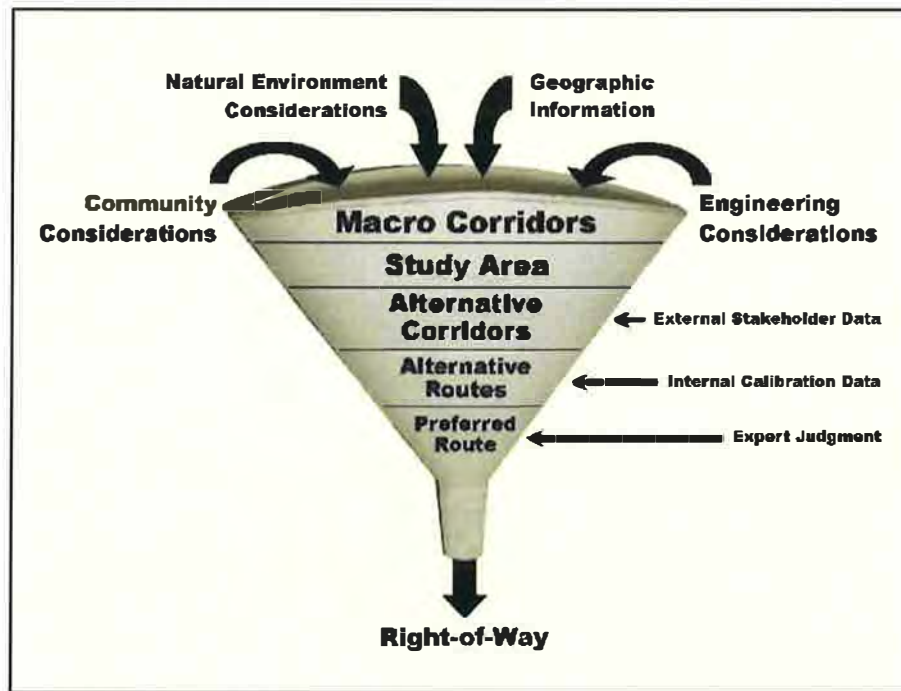 Natural Environment
Considerations
Geographic
Information
Community
Considerations
Engineering
Considerations
Macro Corridors
Study Area
Alternative
Corridors
External Stakeholder Data
Alternative
Routes
Internal Calibration Data
Preferred
Route
Expert Judgment
Right-of-Way